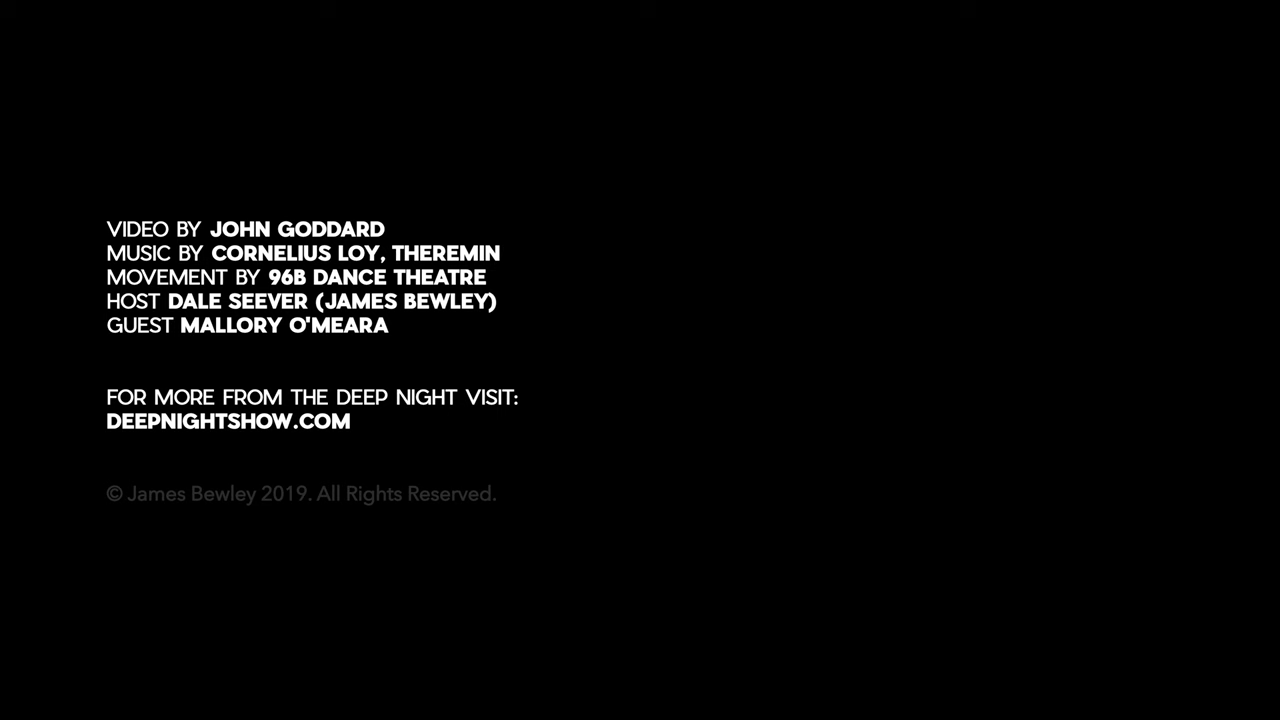 VIDEO BY JOHN GODDARD
MUSIC BY CORNELIUS LOY, THEREMIN
MOVEMENT BY 96B DANCE THEATRE
HOST DALE SEEVER (JAMES BEWLEY)
GUEST MALLORY O'MEARA
FOR MORE FROM THE DEEP NIGHT VISIT:
DEEPNIGHTSHOW.COM
© James Bewley 2019. All Rights Reserved.